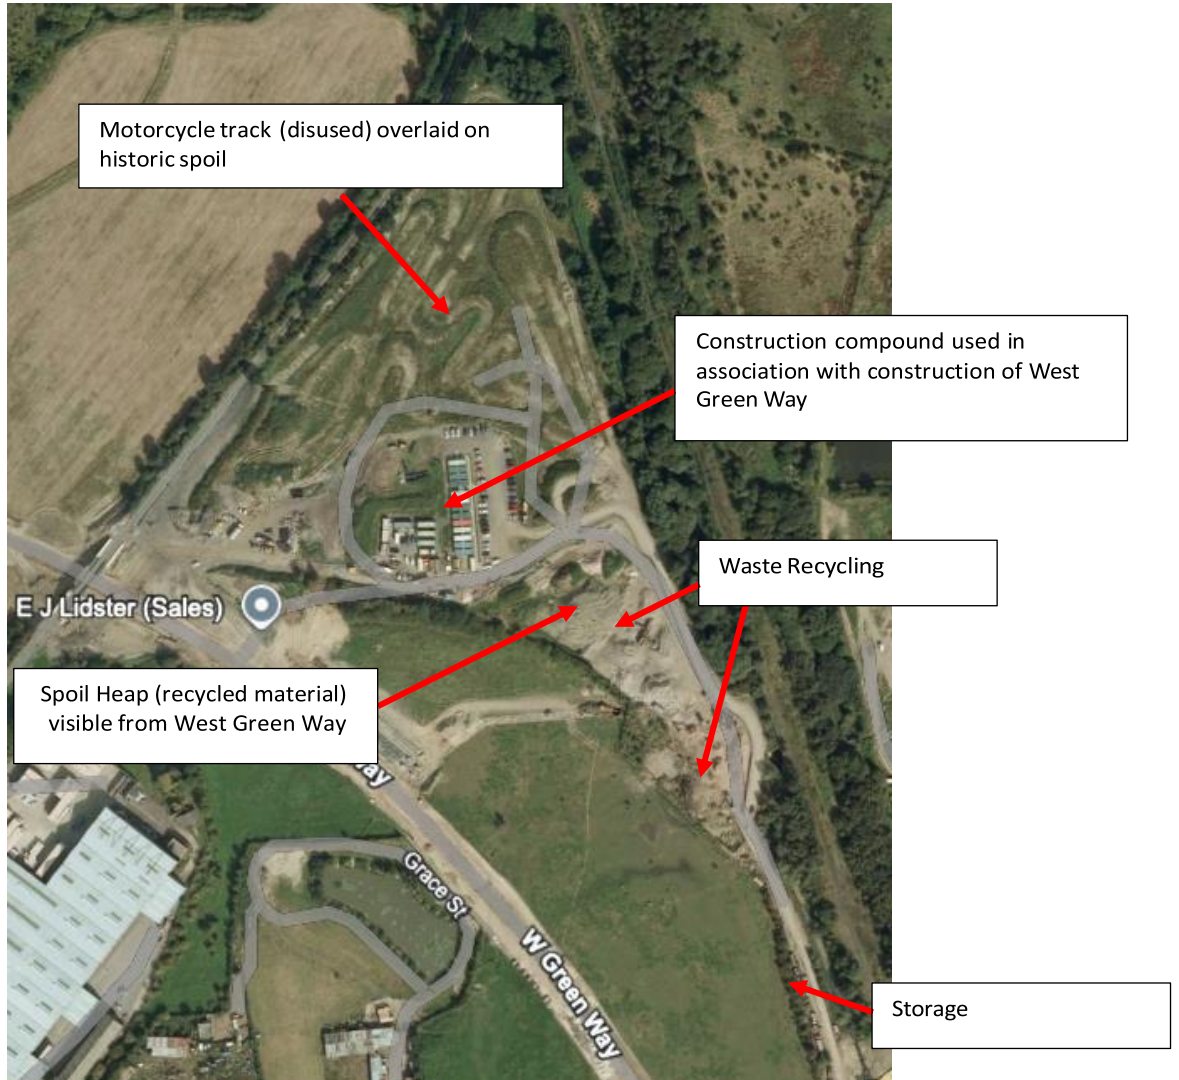 Motorcycle track (disused) overlaid on
historic spoil
Construction compound used in
association with construction of West
Green Way
Waste Recycling
E J Lidster (Sales)
Spoil Heap (recycled material)
visible from West Green Way
Way
Grace St
W Green Way
Storage